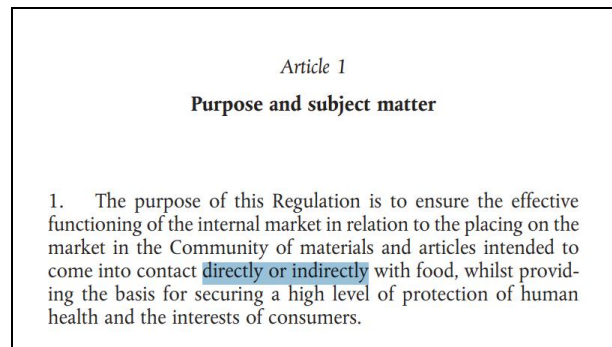 Article 1
Purpose and subject matter
1. The purpose of this Regulation is to ensure the effective
functioning of the internal market in relation to the placing on the
market in the Community of materials and articles intended to
come into contact directly or indirectly with food, whilst provid-
ing the basis for securing a high level of protection of human
health and the interests of consumers.